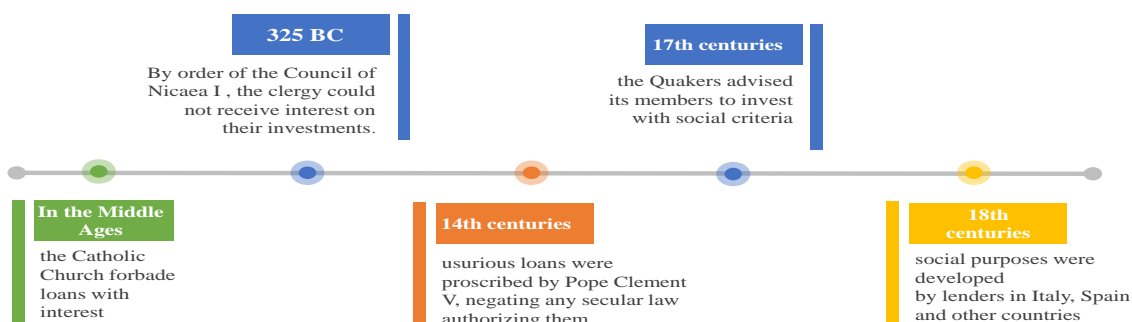 325 BC
By order of the Council of
Nicaea I , the clergy could
not receive interest on
their investments.
17th centuries
the Quakers advised
its members to invest
with social criteria
In the Middle
Ages
the Catholic
Church forbade
loans with
interest
14th centuries
usurious loans were
proscribed by Pope Clement
V, negating any secular law
authorizing them
18th
centuries
social purposes were
developed
by lenders in Italy, Spain
and other countries